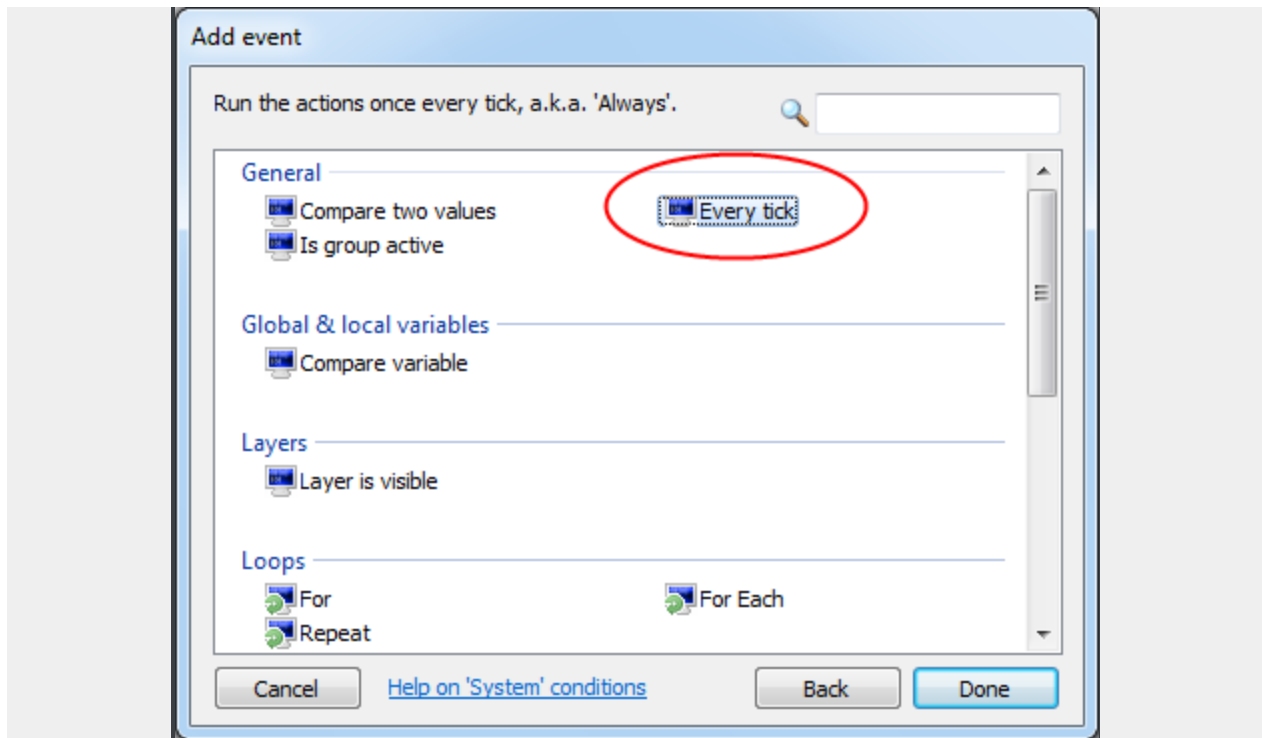 Add event
Run the actions once every tick, a.k.a. 'Always'.
General
Compare two values
Every tick
Is group active
Global & local variables
Compare variable
Layers
Layer is visible
Loops
For
For Each
Repeat
Cancel
Help on 'System' conditions
Back
Done